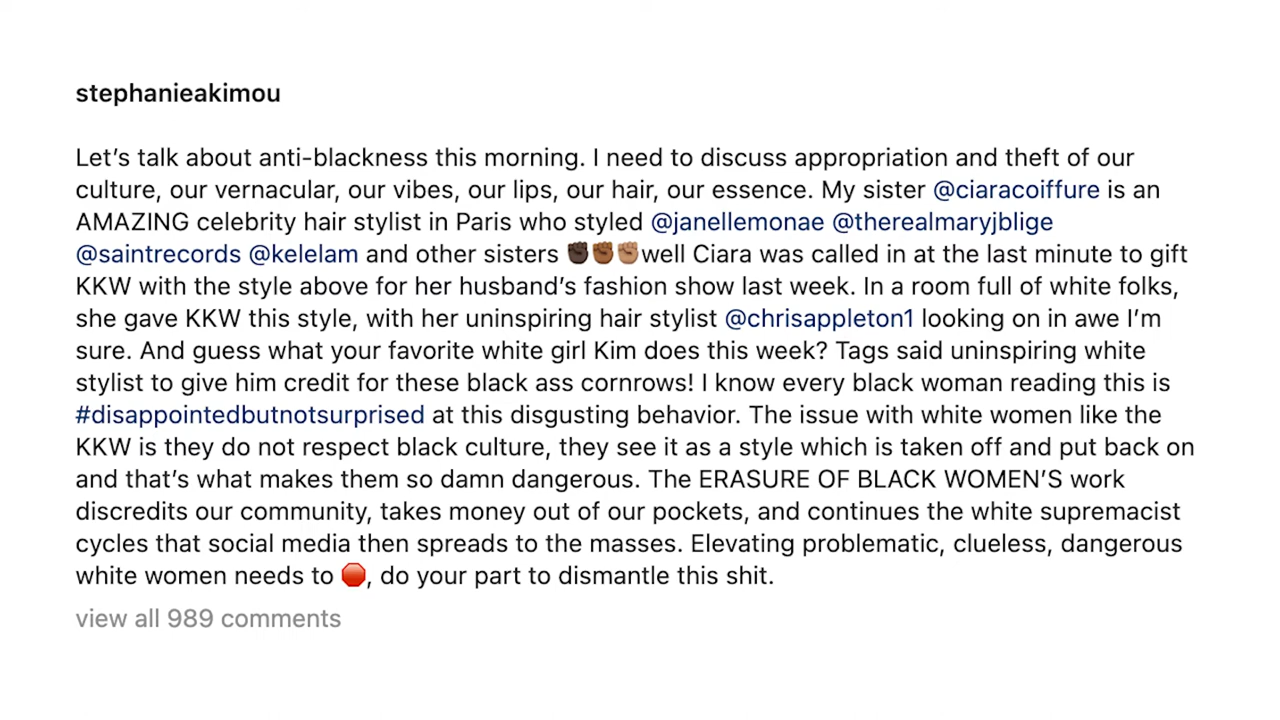 stephanieakimou
Let’s talk about anti-blackness this morning. I need to discuss appropriation and theft of our
culture, our vernacular, our vibes, our lips, our hair, our essence. My sister @ciaracoiffure is an
AMAZING celebrity hair stylist in Paris who styled @janellemonae @therealmaryjblige
@saintrecords @kelelam and other sisters ✊🏿✊🏾✊🏽well Ciara was called in at the last minute to gift
KKW with the style above for her husband’s fashion show last week. In a room full of white folks,
she gave KKW this style, with her uninspiring hair stylist @chrisappleton1 looking on in awe I’m
sure. And guess what your favorite white girl Kim does this week? Tags said uninspiring white
stylist to give him credit for these black ass cornrows! I know every black woman reading this is
#disappointedbutnotsurprised at this disgusting behavior. The issue with white women like the
KKW is they do not respect black culture, they see it as a style which is taken off and put back on
and that’s what makes them so damn dangerous. The ERASURE OF BLACK WOMEN’S work
discredits our community, takes money out of our pockets, and continues the white supremacist
cycles that social media then spreads to the masses. Elevating problematic, clueless, dangerous
white women needs to 🛑, do your part to dismantle this shit.
view all 989 comments